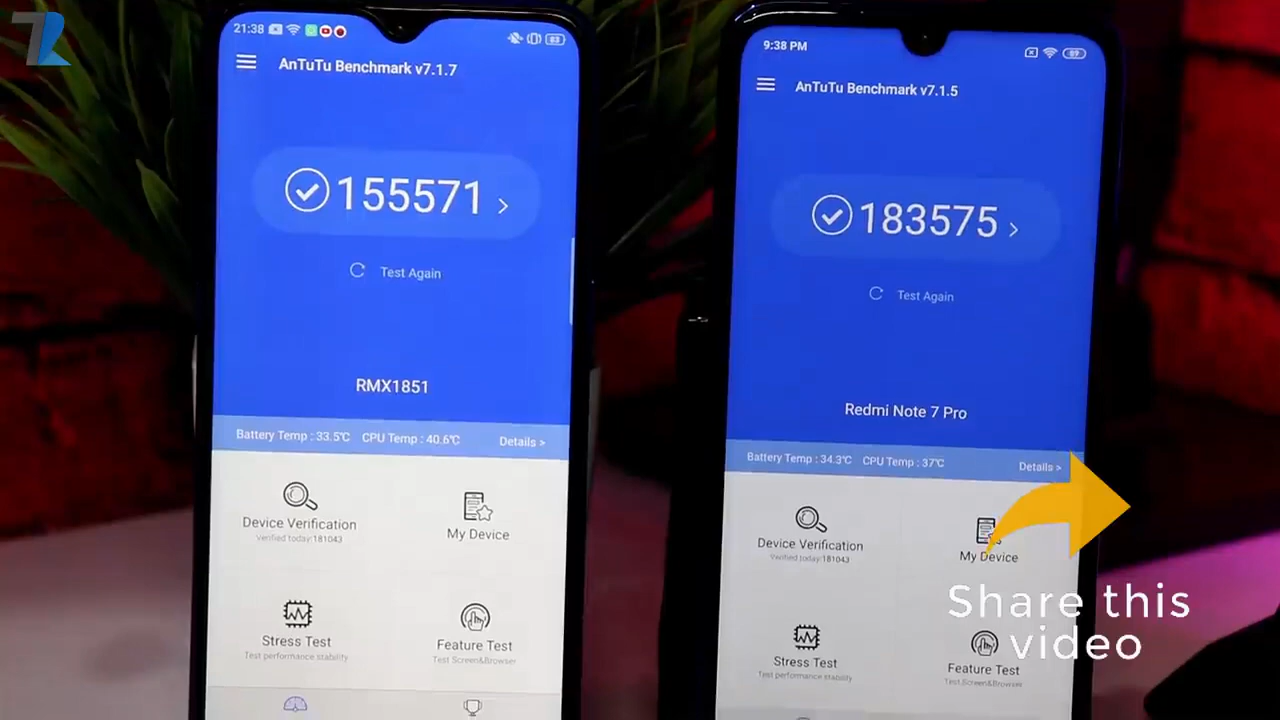 21:38
83
AnTuTu Benchmark v7.1.7
155571 >
Test Again
RMX1851
Battery Temp : 33.5℃ CPU Temp : 40.6℃ Details >
Device Verification
Verified today:181043
My Device
Stress Test
Test performance stability
Feature Test
Test Screen&Browser
9:38 PM
69
AnTuTu Benchmark v7.1.5
183575 >
Test Again
Redmi Note 7 Pro
Battery Temp : 34.3℃ CPU Temp : 37℃ Details >
Device Verification
Verified today:181043
My Device
Stress Test
Test performance stability
Feature Test
Test Screen&Browser
Share this
video